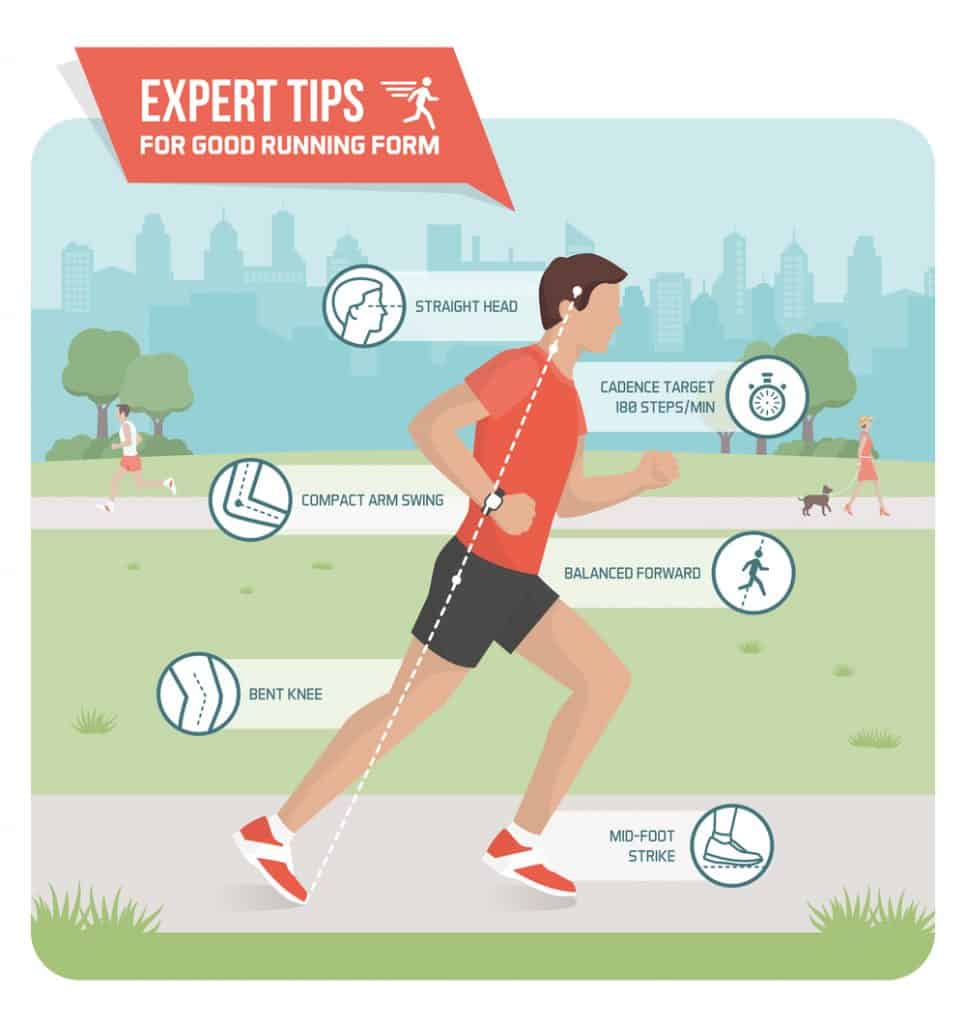 EXPERT TIPS
FOR GOOD RUNNING FORM
STRAIGHT HEAD
CADENCE TARGET
180 STEPS/MIN
COMPACT ARM SWING
BALANCED FORWARD
BENT KNEE
MID-FOOT
STRIKE